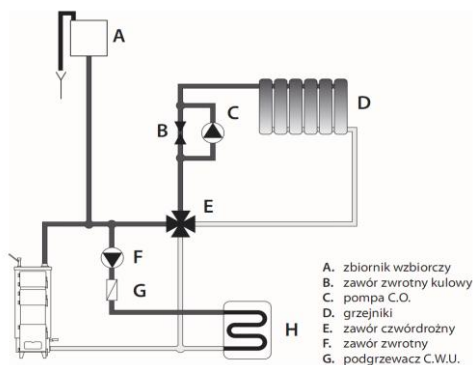 A
B
C
D
E
F
G
H
A. zbiornik wzbiorczy
B. zawór zwrotny kulowy
C. pompa C.O.
D. grzejniki
E. zawór czwórdrożny
F. zawór zwrotny
G. podgrzewacz C.W.U.